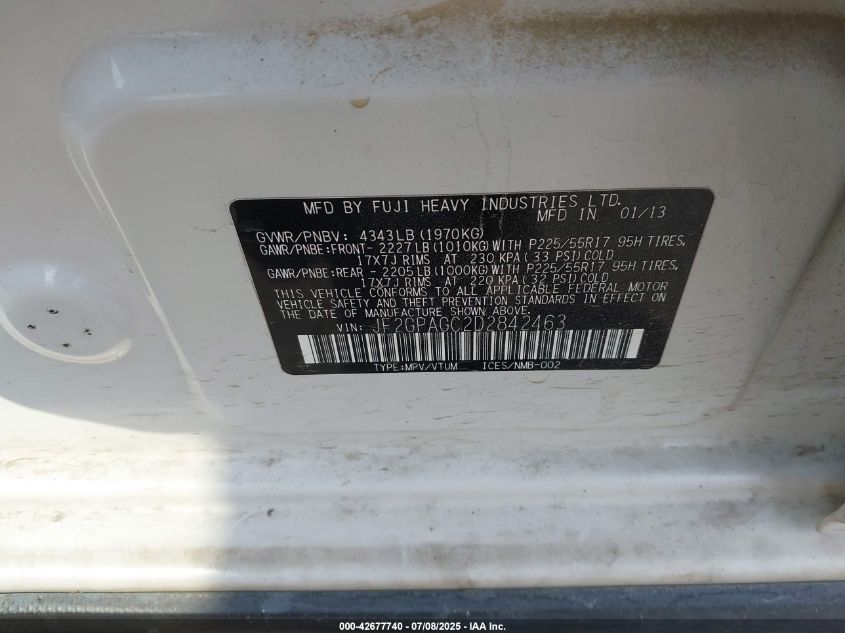 MFD BY FUJI HEAVY INDUSTRIES LTD.
MFD IN 01/13
GVWR/PNBV: 4343LB(1970KG)
GAWR/PNBE:FRONT- 2227LB(1010KG)WITH P225/55R17 95H TIRES,
17X7J RIMS AT 230 KPA(33 PSI)COLD
GAWR/PNBE:REAR - 2205LB(1000KG)WITH P225/55R17 95H TIRES,
17X7J RIMS AT 220 KPA(32 PSI)COLD
THIS VEHICLE CONFORMS TO ALL APPLICABLE FEDERAL MOTOR
VEHICLE SAFETY AND THEFT PREVENTION STANDARDS IN EFFECT ON
THE DATE OF MANUFACTURE SHOWN ABOVE.
VIN: JF2GPAGC2D2842463
TYPE:MPV/VTUM ICES/NMB-002
000-42677740 - 07/08/2025 - IAA Inc.